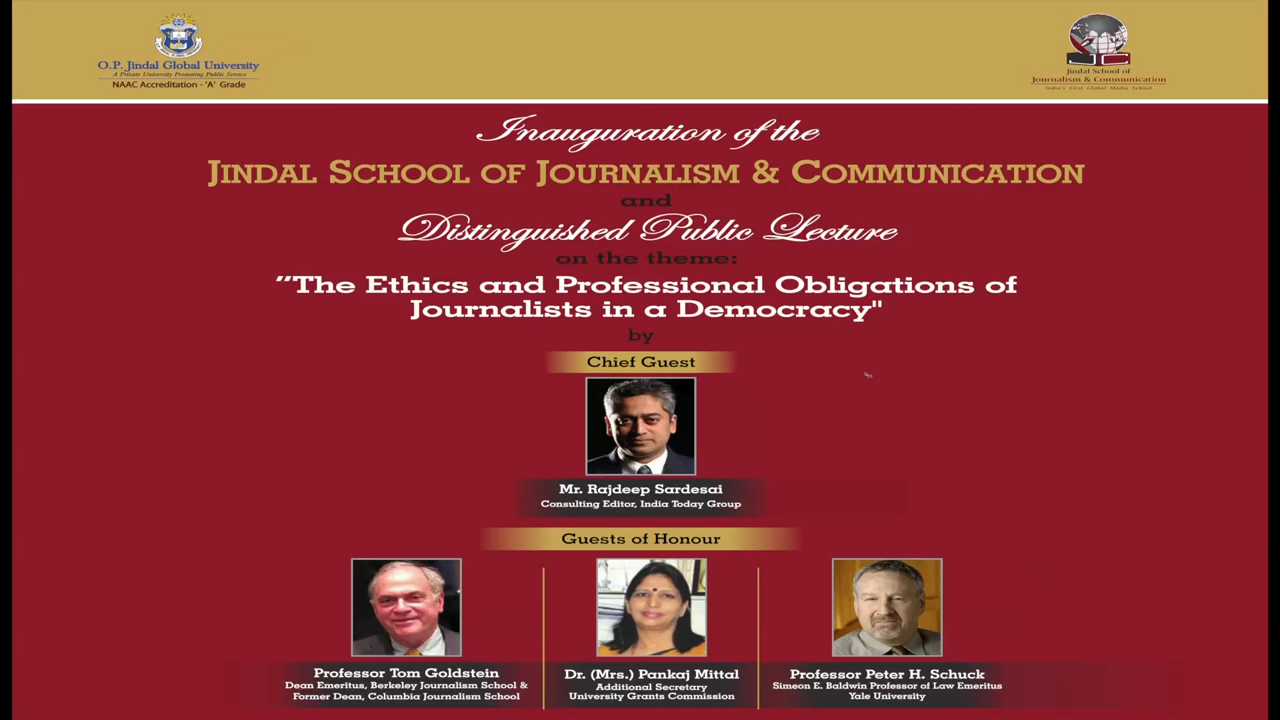 O.P. Jindal Global University
A Private University Promoting Public Service
NAAC Accreditation - 'A' Grade
Jindal School of
Journalism & Communication
India's First Global Media School
Inauguration of the
JINDAL SCHOOL OF JOURNALISM & COMMUNICATION
and
Distinguished Public Lecture
on the theme:
“The Ethics and Professional Obligations of
Journalists in a Democracy"
by
Chief Guest
Mr. Rajdeep Sardesai
Consulting Editor, India Today Group
Guests of Honour
Professor Tom Goldstein
Dean Emeritus, Berkeley Journalism School &
Former Dean, Columbia Journalism School
Dr. (Mrs.) Pankaj Mittal
Additional Secretary
University Grants Commission
Professor Peter H. Schuck
Simeon E. Baldwin Professor of Law Emeritus
Yale University